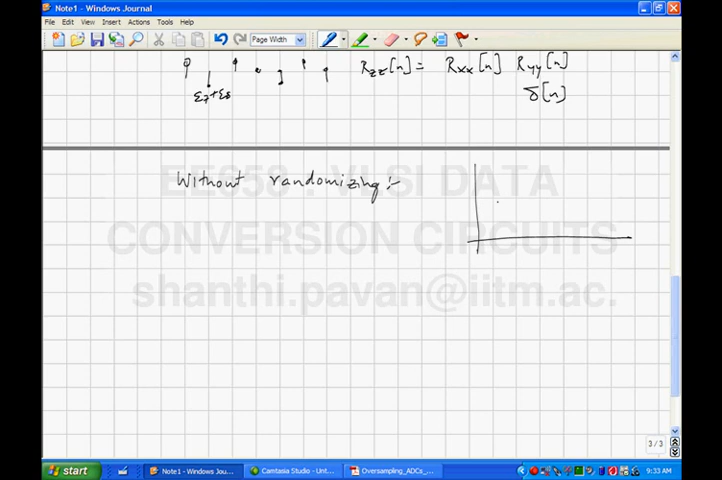 Note1 - Windows Journal
File Edit View Insert Actions Tools Help
Page Width
Rzz[n] = Rxx[n] Ryy[n]
ε7+ε8 δ[n]
Without randomizing:-
EE658 : VLSI DATA
CONVERSION CIRCUITS
shanthi.pavan@iitm.ac.
3 / 3
start Note1 - Windows Jou... Camtasia Studio - Unt... Oversampling_ADCs_... 9:33 AM